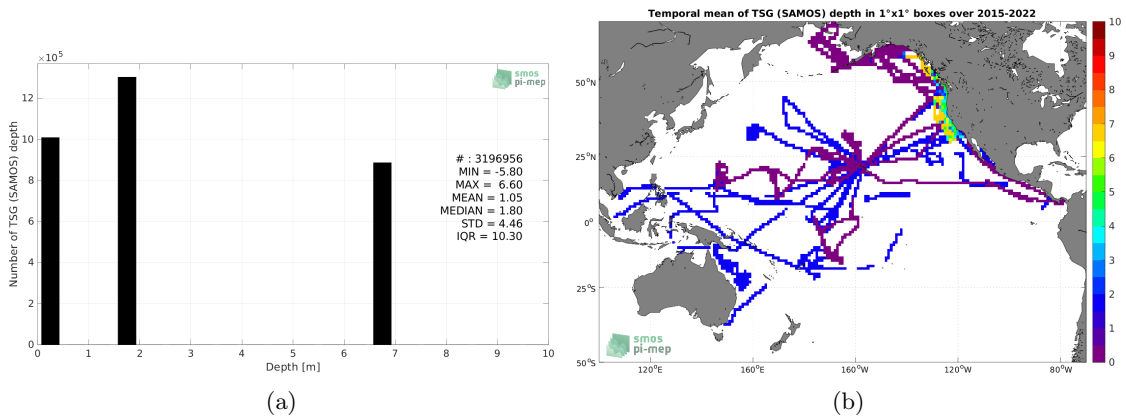 ×10⁵
12
10
8
6
4
2
0
0 1 2 3 4 5 6 7 8 9 10
Number of TSG (SAMOS) depth
Depth [m]
smos
pi-mep
# : 3196956
MIN = -5.80
MAX = 6.60
MEAN = 1.05
MEDIAN = 1.80
STD = 4.46
IQR = 10.30
(a)
Temporal mean of TSG (SAMOS) depth in 1°x1° boxes over 2015-2022
50°N
25°N
0°
25°S
50°S
120°E 160°E 160°W 120°W 80°W
smos
pi-mep
10
9
8
7
6
5
4
3
2
1
0
(b)